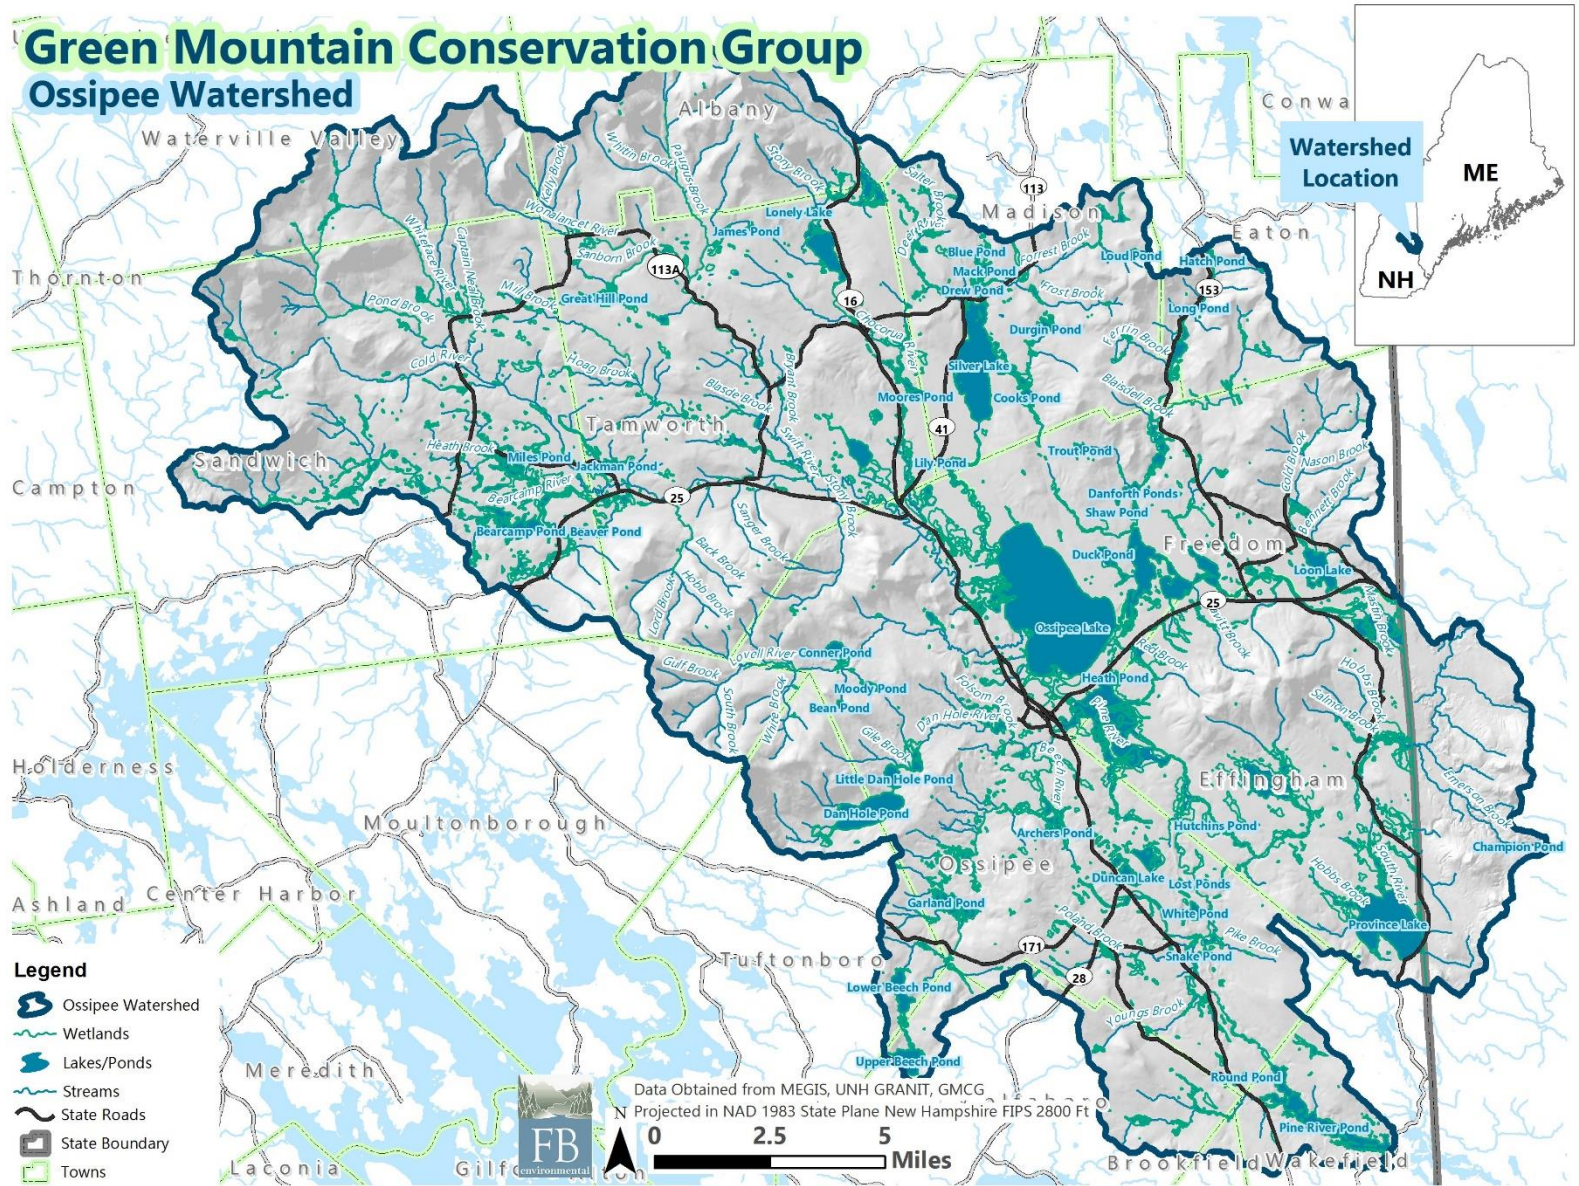 Green Mountain Conservation Group
Ossipee Watershed
Albany
Waterville Valley
Conwa
Watershed
Location
ME
NH
113
Madison
Eaton
Thornton
Kelly Brook
Whitin Brook
Paugus Brook
Stony Brook
Salter Brook
Lonely Lake
Wonalancet River
James Pond
Deer River
Blue Pond
Forrest Brook
Loud Pond
Hatch Pond
Whiteface River
Captain Neal Brook
Sanborn Brook
113A
Mack Pond
Drew Pond
Frost Brook
153
Pond Brook
Mill Brook
Great Hill Pond
16
Chocorua River
Long Pond
Durgin Pond
Ferrin Brook
Cold River
Hoag Brook
Bryant Brook
Silver Lake
Blasde Brook
Moores Pond
Cooks Pond
Blaisdell Brook
Tamworth
41
Swift River
Heath Brook
Sandwich
Miles Pond
Jackman Pond
Lily Pond
Trout Pond
Gold Brook
Nason Brook
Campton
Bearcamp River
25
Stony Brook
Danforth Ponds
Shaw Pond
Bennett Brook
Bearcamp Pond
Beaver Pond
Sanger Brook
Back Brook
Duck Pond
Freedom
Loon Lake
Hobb Brook
Lord Brook
25
Mastin Brook
Ossipee Lake
Red Brook
Gulf Brook
Lovell River
Conner Pond
Heath Pond
Hobbs Brook
Moody Pond
Bean Pond
South Brook
White Brook
Folsom Brook
Dan Hole River
Pine River
Salmon Brook
Gile Brook
Beech River
Holderness
Little Dan Hole Pond
Effingham
Emerson Brook
Dan Hole Pond
Moultonborough
Archers Pond
Hutchins Pond
Champion Pond
Ossipee
South River
Duncan Lake
Lost Ponds
Hobbs Brook
Center Harbor
Ashland
Garland Pond
Poland Brook
White Pond
Province Lake
Pike Brook
171
Snake Pond
Tuftonboro
28
Lower Beech Pond
Youngs Brook
Upper Beech Pond
Round Pond
Meredith
Pine River Pond
Brookfield
Wakefield
Laconia
Gilfo
lton
Legend
Ossipee Watershed
Wetlands
Lakes/Ponds
Streams
State Roads
State Boundary
Towns
FB
environmental
Data Obtained from MEGIS, UNH GRANIT, GMCG
N Projected in NAD 1983 State Plane New Hampshire FIPS 2800 Ft
0 2.5 5
Miles